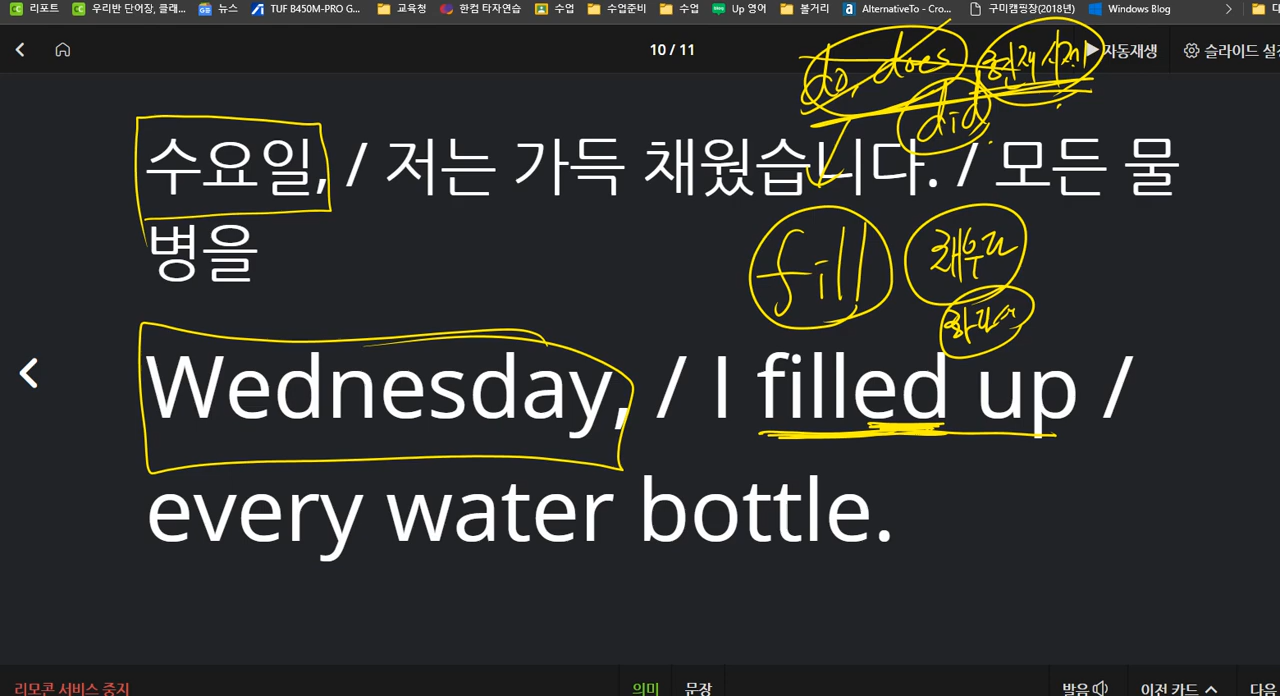 리포트 우리반 단어장, 클래... 뉴스 TUF B450M-PRO G... 교육청 한컴 타자연습 수업 수업준비 수업 Up 영어 볼거리 AlternativeTo - Cro... 구미캠핑장(2018년) Windows Blog
10 / 11 자동재생 슬라이드 설정
do, does 현재시제
did
수요일, / 저는 가득 채웠습니다. / 모든 물
병을
fill 채우다
Wednesday, / I filled up /
every water bottle.
리모콘 서비스 중지 의미 문장 발음 이전 카드 다음